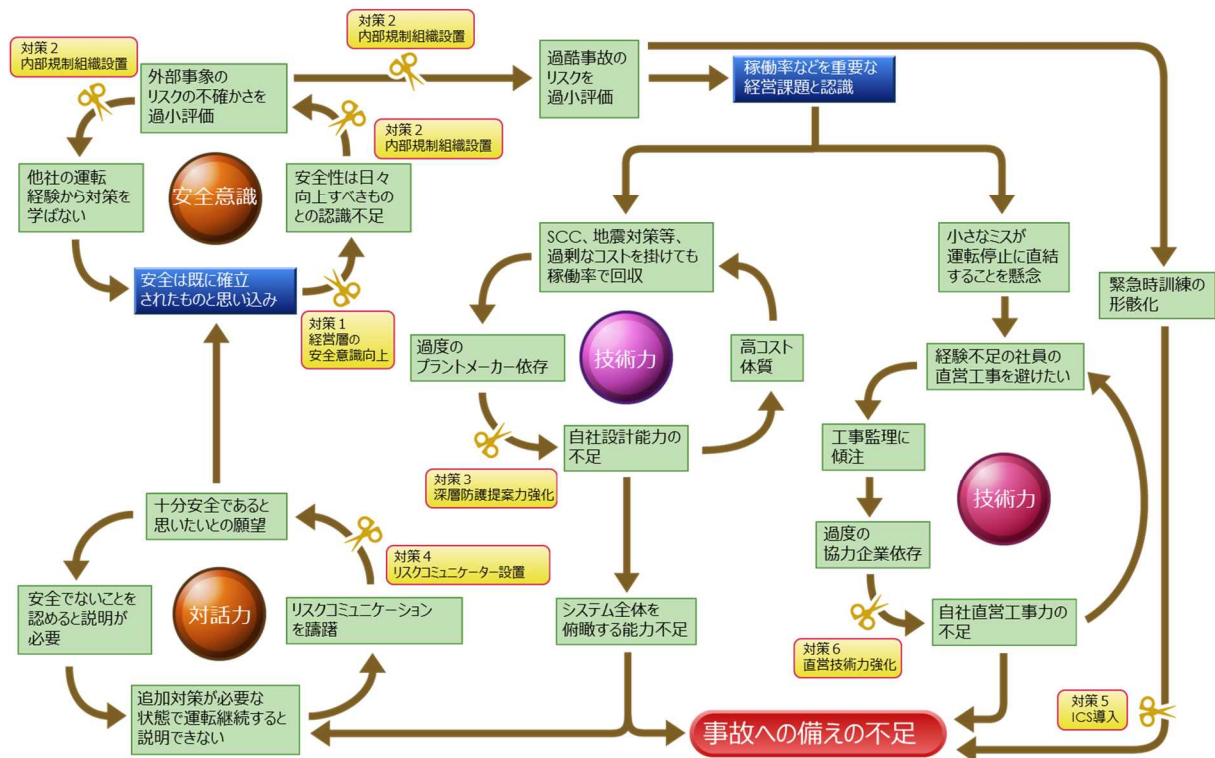 対策２
内部規制組織設置
対策２
内部規制組織設置
外部事象の
リスクの不確かさを
過小評価
過酷事故の
リスクを
過小評価
稼働率などを重要な
経営課題と認識
対策２
内部規制組織設置
他社の運転
経験から対策を
学ばない
安全意識
安全性は日々
向上すべきもの
との認識不足
安全は既に確立
されたものと思い込み
対策１
経営層の
安全意識向上
SCC、地震対策等、
過剰なコストを掛けても
稼働率で回収
小さなミスが
運転停止に直結
することを懸念
緊急時訓練の
形骸化
過度の
プラントメーカー依存
技術力
高コスト
体質
経験不足の社員の
直営工事を避けたい
自社設計能力の
不足
対策３
深層防護提案力強化
工事監理に
傾注
技術力
過度の
協力企業依存
自社直営工事力の
不足
対策６
直営技術力強化
十分安全であると
思いたいとの願望
対策４
リスクコミュニケーター設置
安全でないことを
認めると説明が
必要
対話力
リスクコミュニケーション
を躊躇
システム全体を
俯瞰する能力不足
追加対策が必要な
状態で運転継続すると
説明できない
事故への備えの不足
対策５
ICS導入